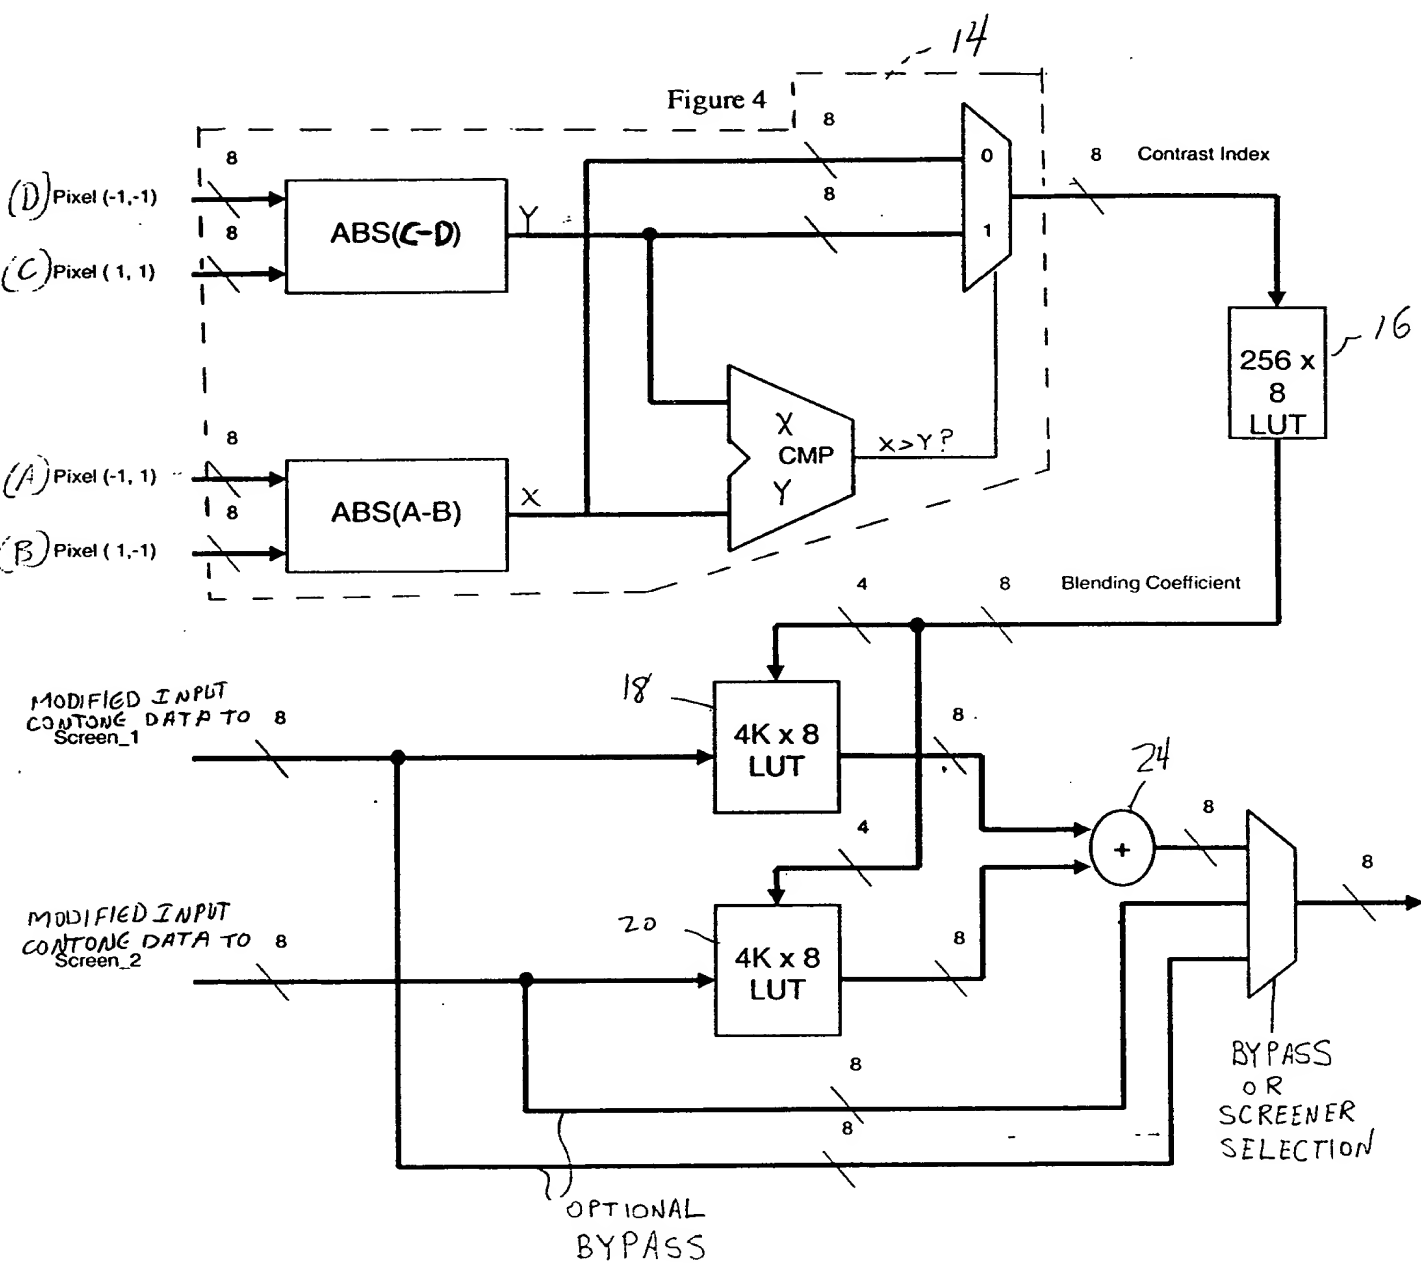 14
Figure 4
8
8
0
8 Contrast Index
(D) Pixel (-1,-1)
8
ABS(C-D)
Y
8
1
(C) Pixel ( 1, 1)
8
16
256 x
8
LUT
X
CMP
Y
X>Y?
(A) Pixel (-1, 1)
8
ABS(A-B)
X
(B) Pixel ( 1,-1)
8
4
8
Blending Coefficient
MODIFIED INPUT
CONTONE DATA TO
Screen_1
8
18
4K x 8
LUT
8
24
+
8
8
4
MODIFIED INPUT
CONTONE DATA TO
Screen_2
8
20
4K x 8
LUT
8
BYPASS
OR
SCREENER
SELECTION
8
8
OPTIONAL
BYPASS